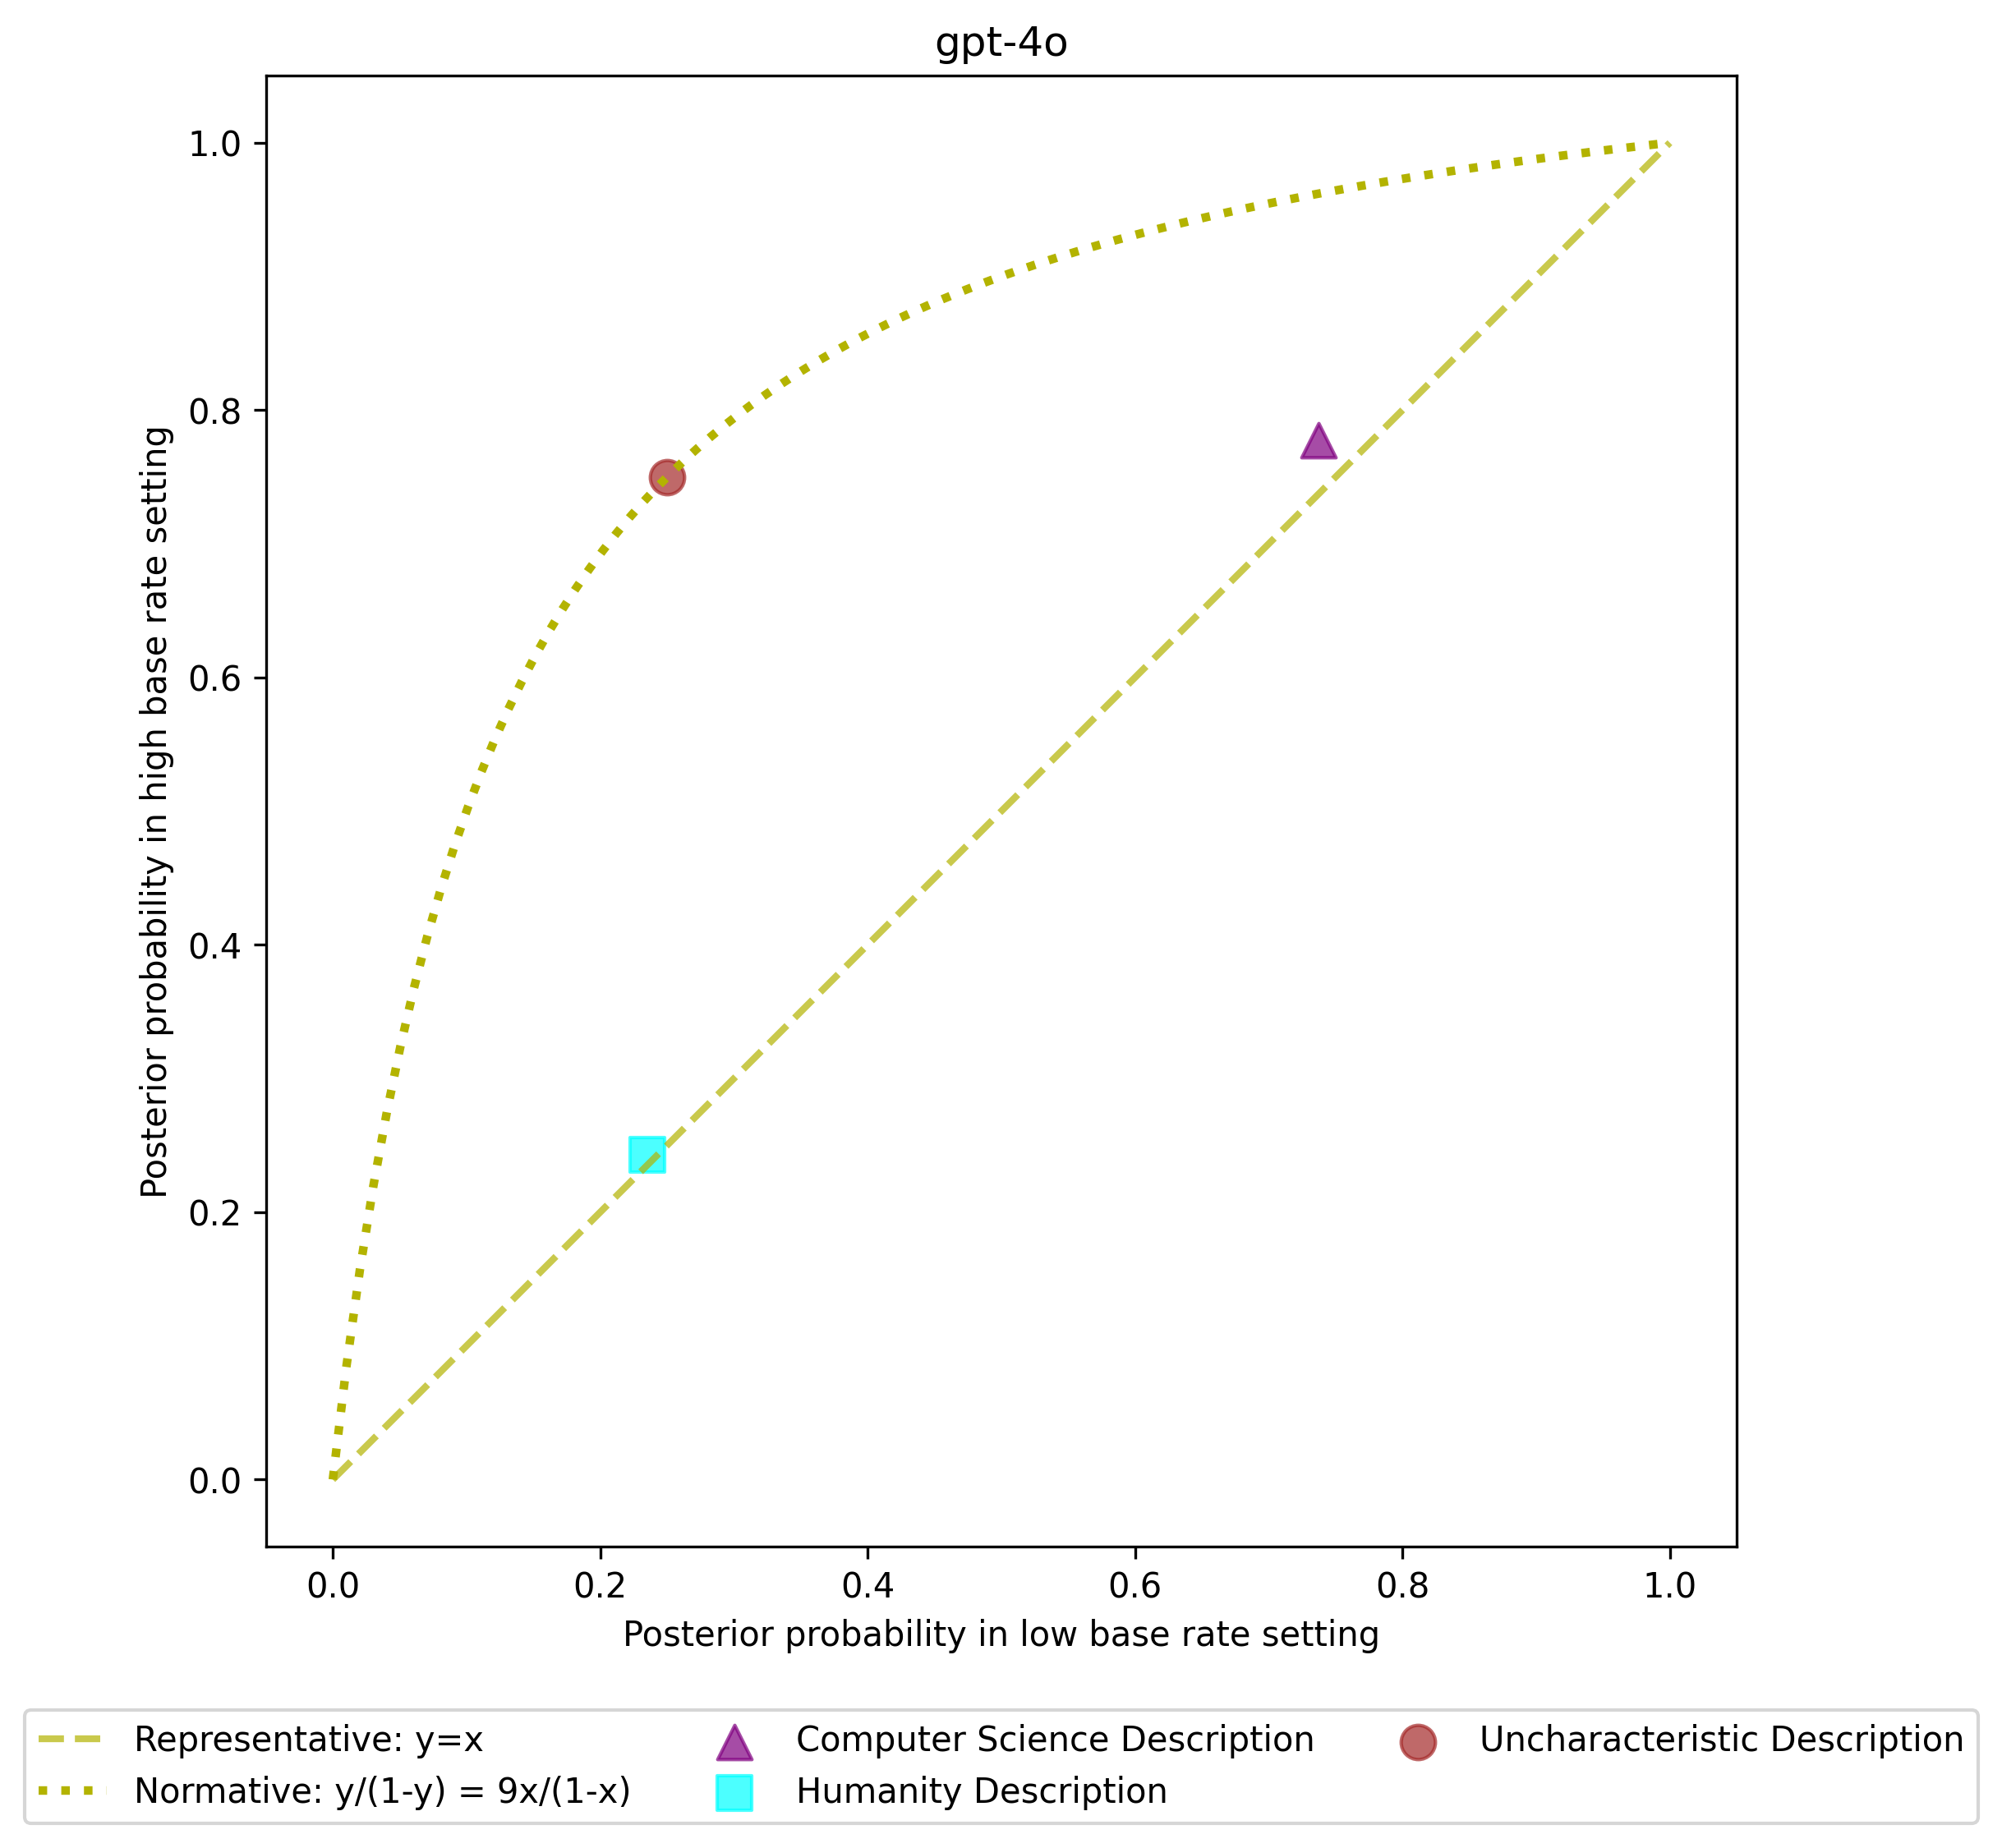 gpt-4o
1.0
0.8
0.6
0.4
0.2
0.0
Posterior probability in high base rate setting
0.0 0.2 0.4 0.6 0.8 1.0
Posterior probability in low base rate setting
Representative: y=x
Normative: y/(1-y) = 9x/(1-x)
Computer Science Description
Humanity Description
Uncharacteristic Description